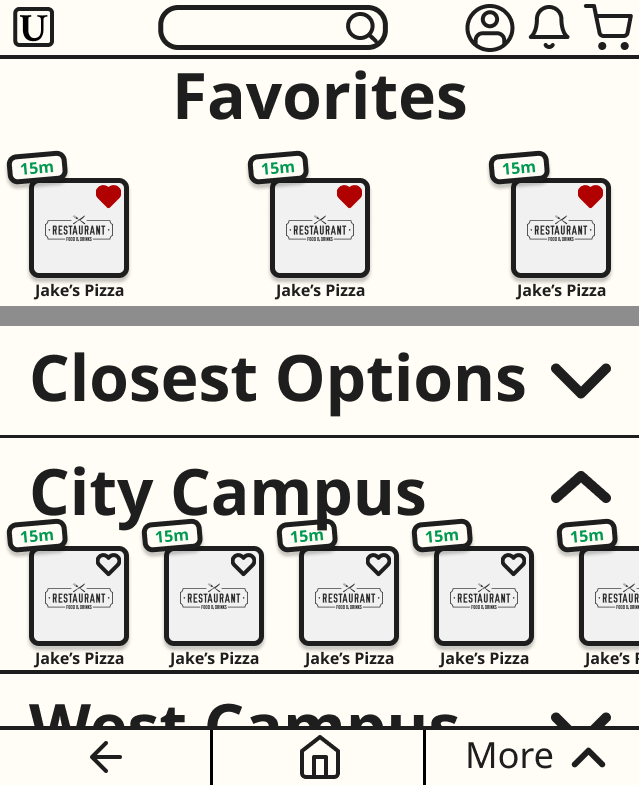 U
Favorites
15m 15m 15m
RESTAURANT RESTAURANT RESTAURANT
FOOD & DRINKS FOOD & DRINKS FOOD & DRINKS
Jake's Pizza Jake's Pizza Jake's Pizza
Closest Options
City Campus
15m 15m 15m 15m 15m
RESTAURANT RESTAURANT RESTAURANT RESTAURANT RESTAUR
FOOD & DRINKS FOOD & DRINKS FOOD & DRINKS FOOD & DRINKS FOOD & DRINKS
Jake's Pizza Jake's Pizza Jake's Pizza Jake's Pizza Jake's P
West Campus
More